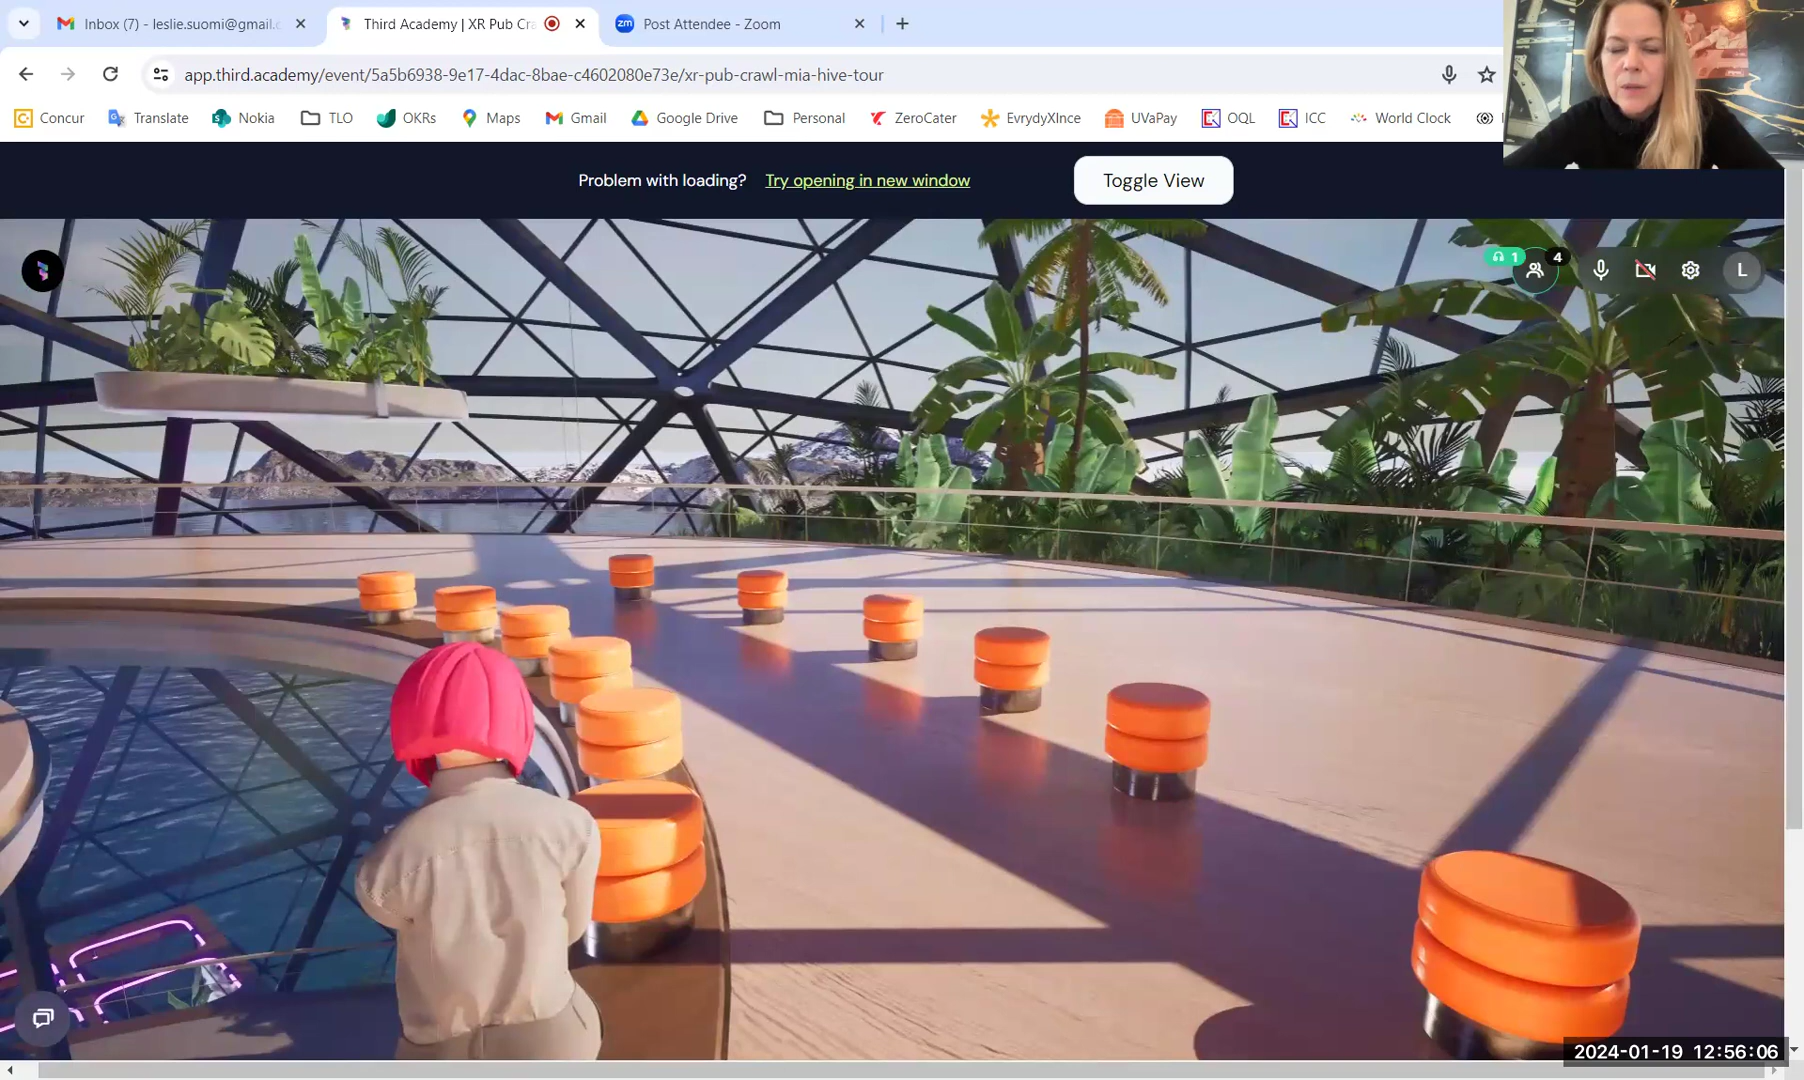 Inbox (7) - leslie.suomi@gmail.c
Third Academy | XR Pub Cra
zm Post Attendee - Zoom
app.third.academy/event/5a5b6938-9e17-4dac-8bae-c4602080e73e/xr-pub-crawl-mia-hive-tour
Concur Translate Nokia TLO OKRs Maps Gmail Google Drive Personal ZeroCater EvrydyXInce UVaPay OQL ICC World Clock
Problem with loading? Try opening in new window Toggle View
1 4 L
2024-01-19 12:56:06